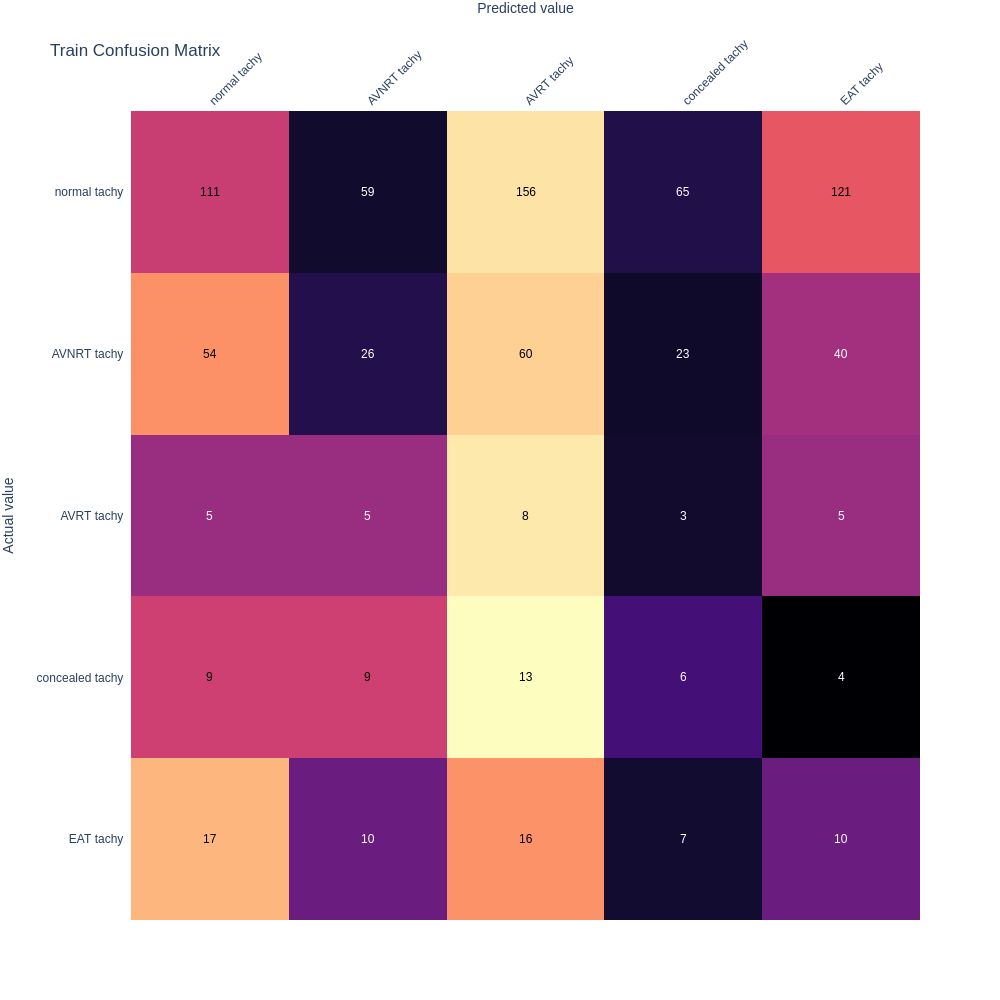 Predicted value
Train Confusion Matrix
normal tachy
AVNRT tachy
AVRT tachy
concealed tachy
EAT tachy
Actual value
normal tachy 111 59 156 65 121
AVNRT tachy 54 26 60 23 40
AVRT tachy 5 5 8 3 5
concealed tachy 9 9 13 6 4
EAT tachy 17 10 16 7 10